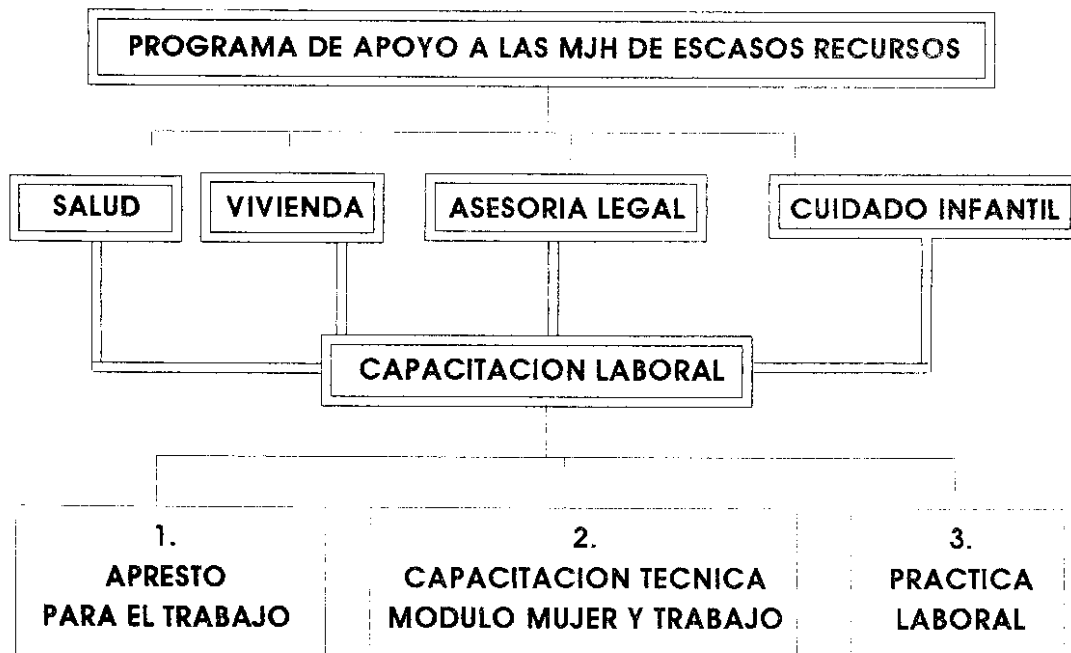 PROGRAMA DE APOYO A LAS MJH DE ESCASOS RECURSOS
SALUD
VIVIENDA
ASESORIA LEGAL
CUIDADO INFANTIL
CAPACITACION LABORAL
1.
APRESTO
PARA EL TRABAJO
2.
CAPACITACION TECNICA
MODULO MUJER Y TRABAJO
3.
PRACTICA
LABORAL